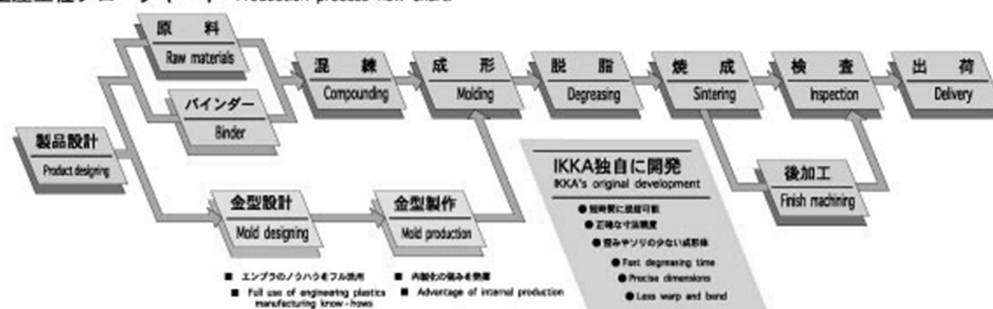 Production process flow chart
原料
Raw materials
バインダー
Binder
混練
Compounding
成形
Molding
脱脂
Degreasing
焼成
Sintering
検査
Inspection
出荷
Delivery
製品設計
Product designing
金型設計
Mold designing
金型製作
Mold production
後加工
Finish machining
IKKA独自に開発
IKKA's original development
● 短時間に脱脂可能
● 正確な寸法精度
● 歪みやソリの少ない成形体
● Fast degreasing time
● Precise dimensions
● Less warp and bend
■ エンプラのノウハウをフル活用
■ Full use of engineering plastics
manufacturing know-hows
■ 内製化の強みを発揮
■ Advantage of internal production